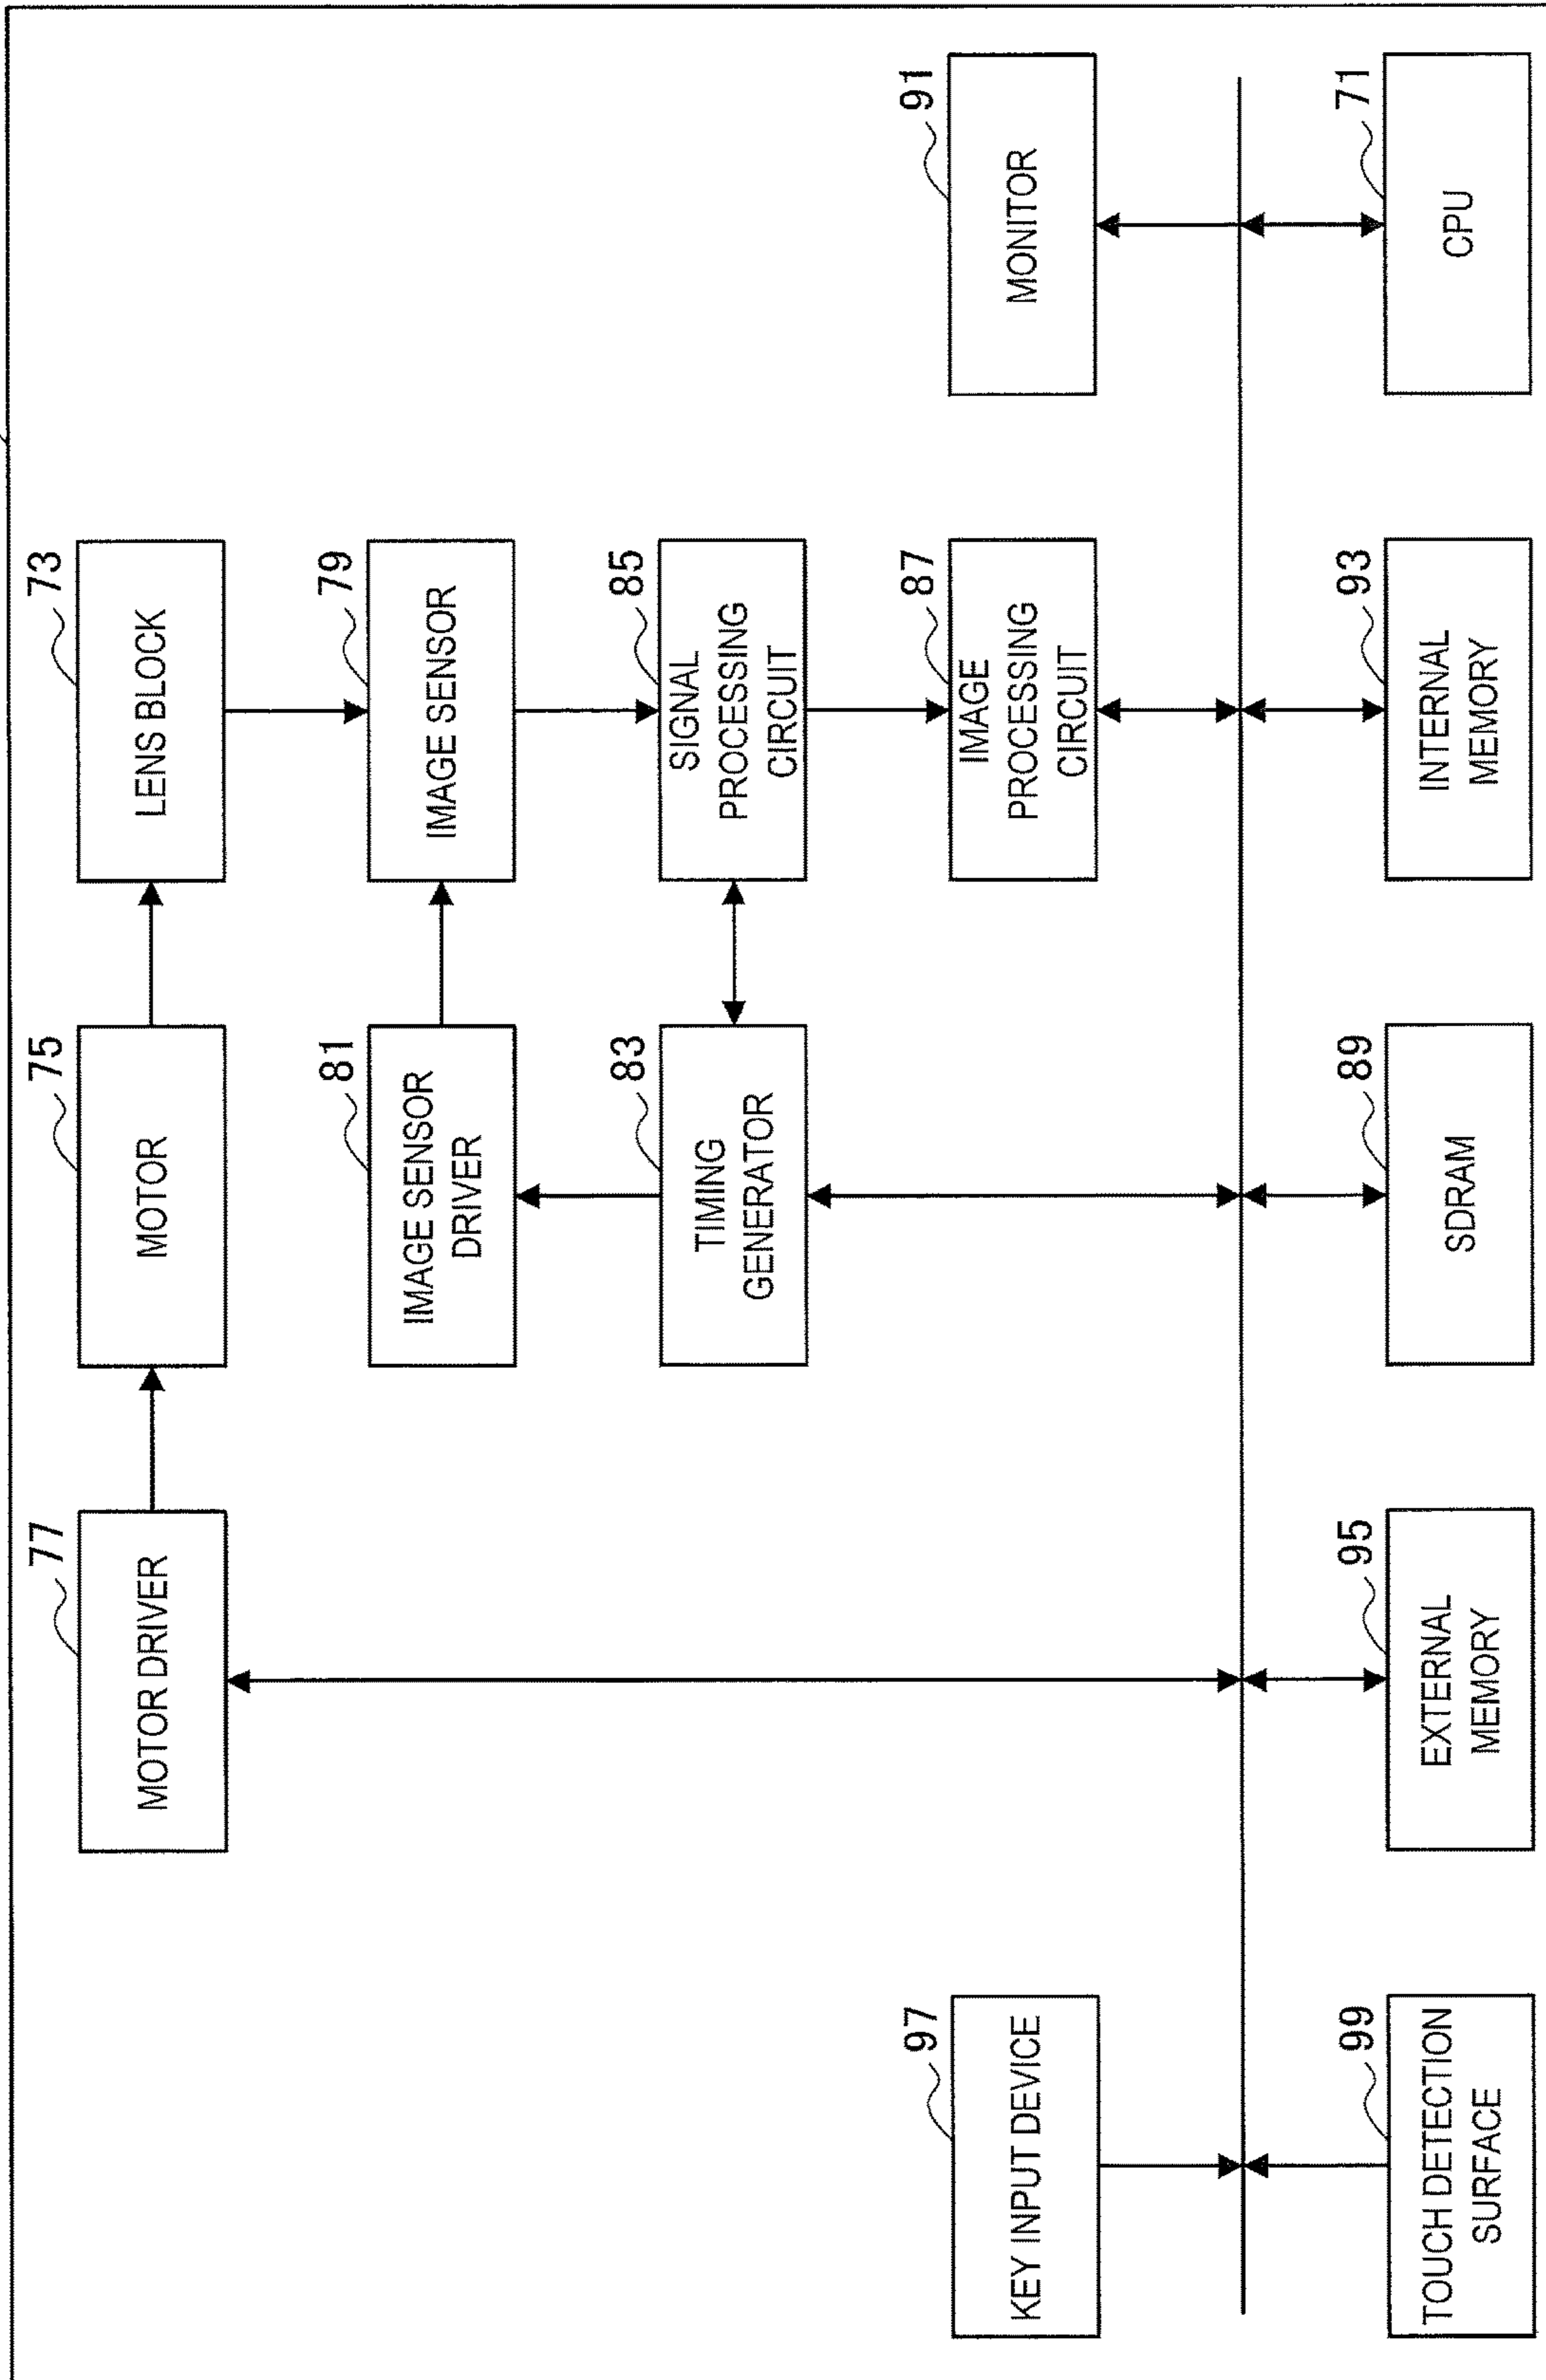 77
MOTOR DRIVER
75
MOTOR
73
LENS BLOCK
81
IMAGE SENSOR
DRIVER
79
IMAGE SENSOR
83
TIMING
GENERATOR
85
SIGNAL
PROCESSING
CIRCUIT
97
KEY INPUT DEVICE
87
IMAGE
PROCESSING
CIRCUIT
91
MONITOR
99
TOUCH DETECTION
SURFACE
95
EXTERNAL
MEMORY
89
SDRAM
93
INTERNAL
MEMORY
71
CPU